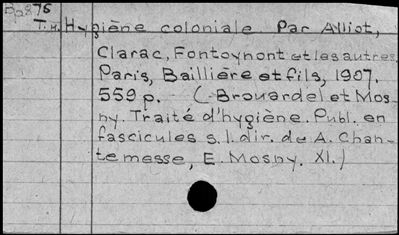 Ba875
T.H. Hygiène coloniale Par Alliot,
Clarac, Fontoynont et les autres.
Paris, Baillière et fils, 1907.
559 p. (Brouardel et Mos-
ny. Traité d'hygiène. Publ. en
fascicules s.l. dir. de A. Chan-
temesse, E. Mosny. XI.)